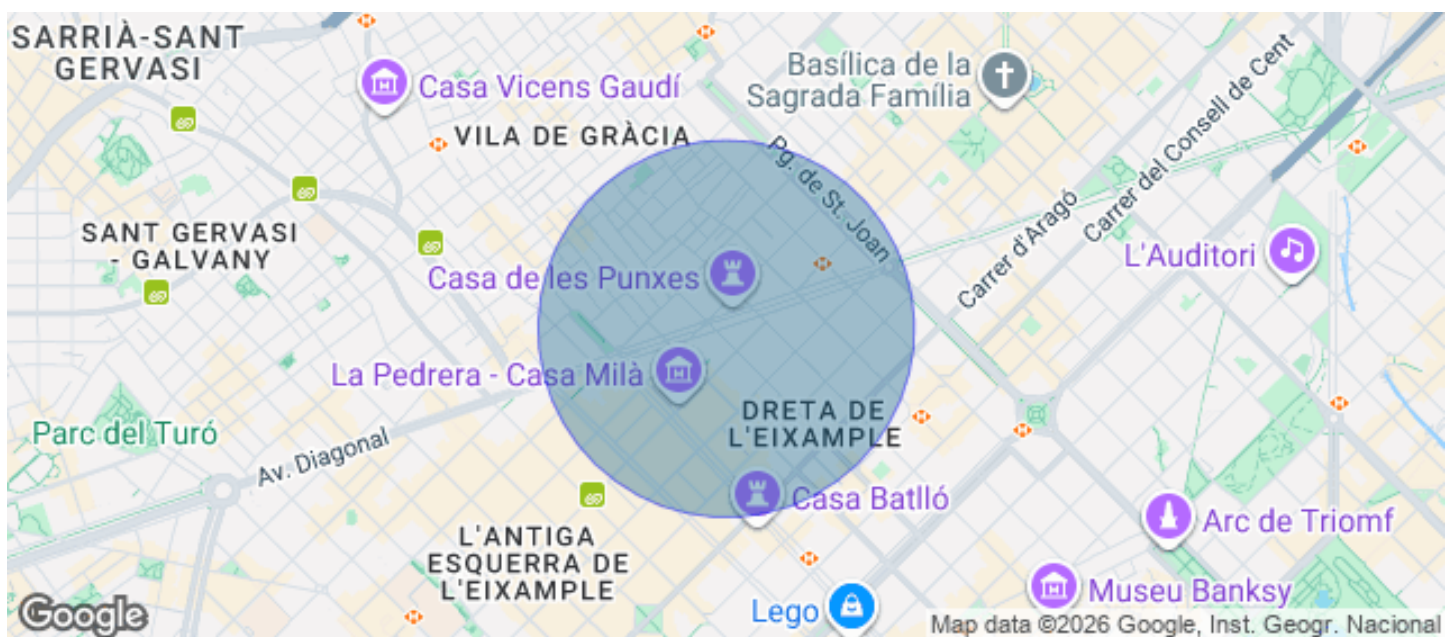 SARRIÀ-SANT
GERVASI
Casa Vicens Gaudí
Basílica de la
Sagrada Família
VILA DE GRÀCIA
Pg. de St. Joan
Carrer del Consell de Cent
Carrer d'Aragó
SANT GERVASI
- GALVANY
L'Auditori
Casa de les Punxes
La Pedrera - Casa Milà
DRETA DE
L'EIXAMPLE
Parc del Turó
Av. Diagonal
Casa Batlló
Arc de Triomf
L'ANTIGA
ESQUERRA DE
L'EIXAMPLE
Museu Banksy
Lego
Google
Map data ©2026 Google, Inst. Geogr. Nacional